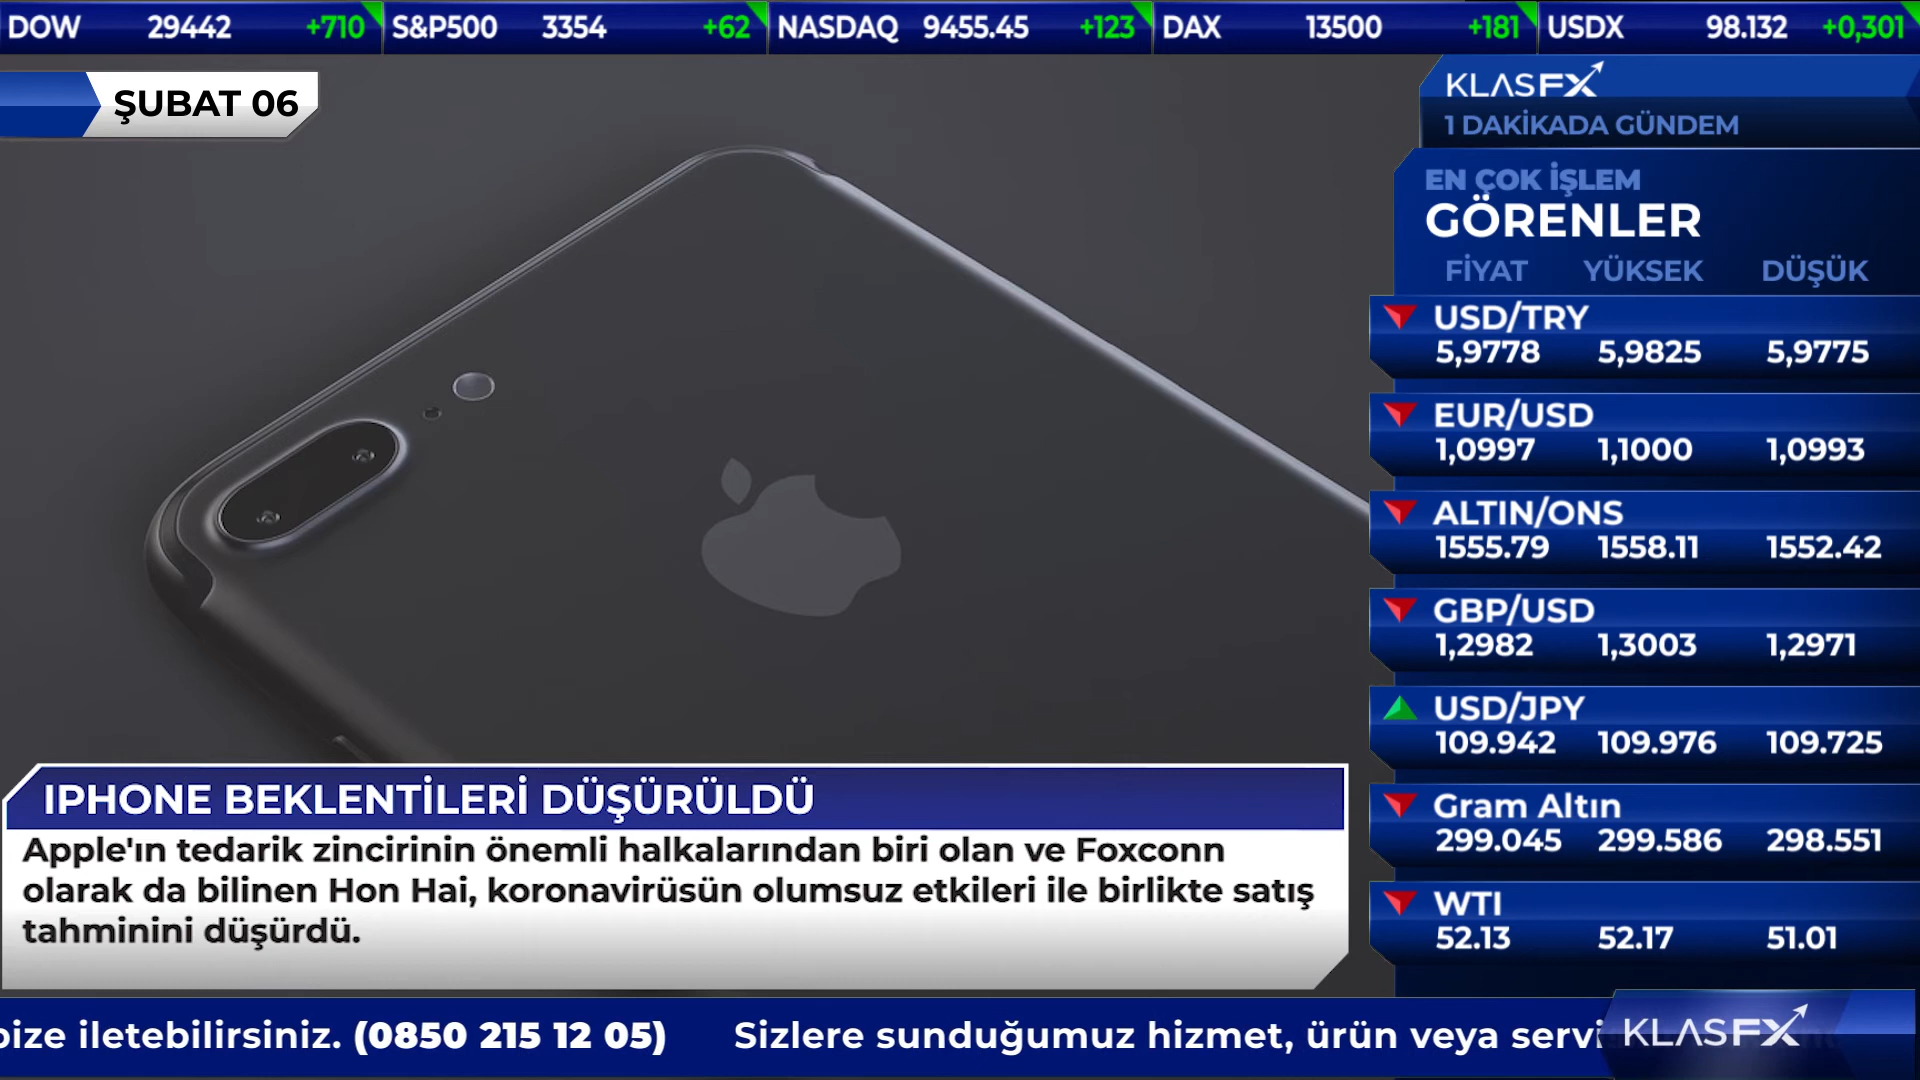 DOW 29442 +710 S&P500 3354 +62 NASDAQ 9455.45 +123 DAX 13500 +181 USDX 98.132 +0,301
ŞUBAT 06
KLASFX
1 DAKİKADA GÜNDEM
EN ÇOK İŞLEM
GÖRENLER
FİYAT YÜKSEK DÜŞÜK
USD/TRY
5,9778 5,9825 5,9775
EUR/USD
1,0997 1,1000 1,0993
ALTIN/ONS
1555.79 1558.11 1552.42
GBP/USD
1,2982 1,3003 1,2971
USD/JPY
109.942 109.976 109.725
Gram Altın
299.045 299.586 298.551
WTI
52.13 52.17 51.01
IPHONE BEKLENTİLERİ DÜŞÜRÜLDÜ
Apple'ın tedarik zincirinin önemli halkalarından biri olan ve Foxconn
olarak da bilinen Hon Hai, koronavirüsün olumsuz etkileri ile birlikte satış
tahminini düşürdü.
bize iletebilirsiniz. (0850 215 12 05) Sizlere sunduğumuz hizmet, ürün veya servi
KLASFX